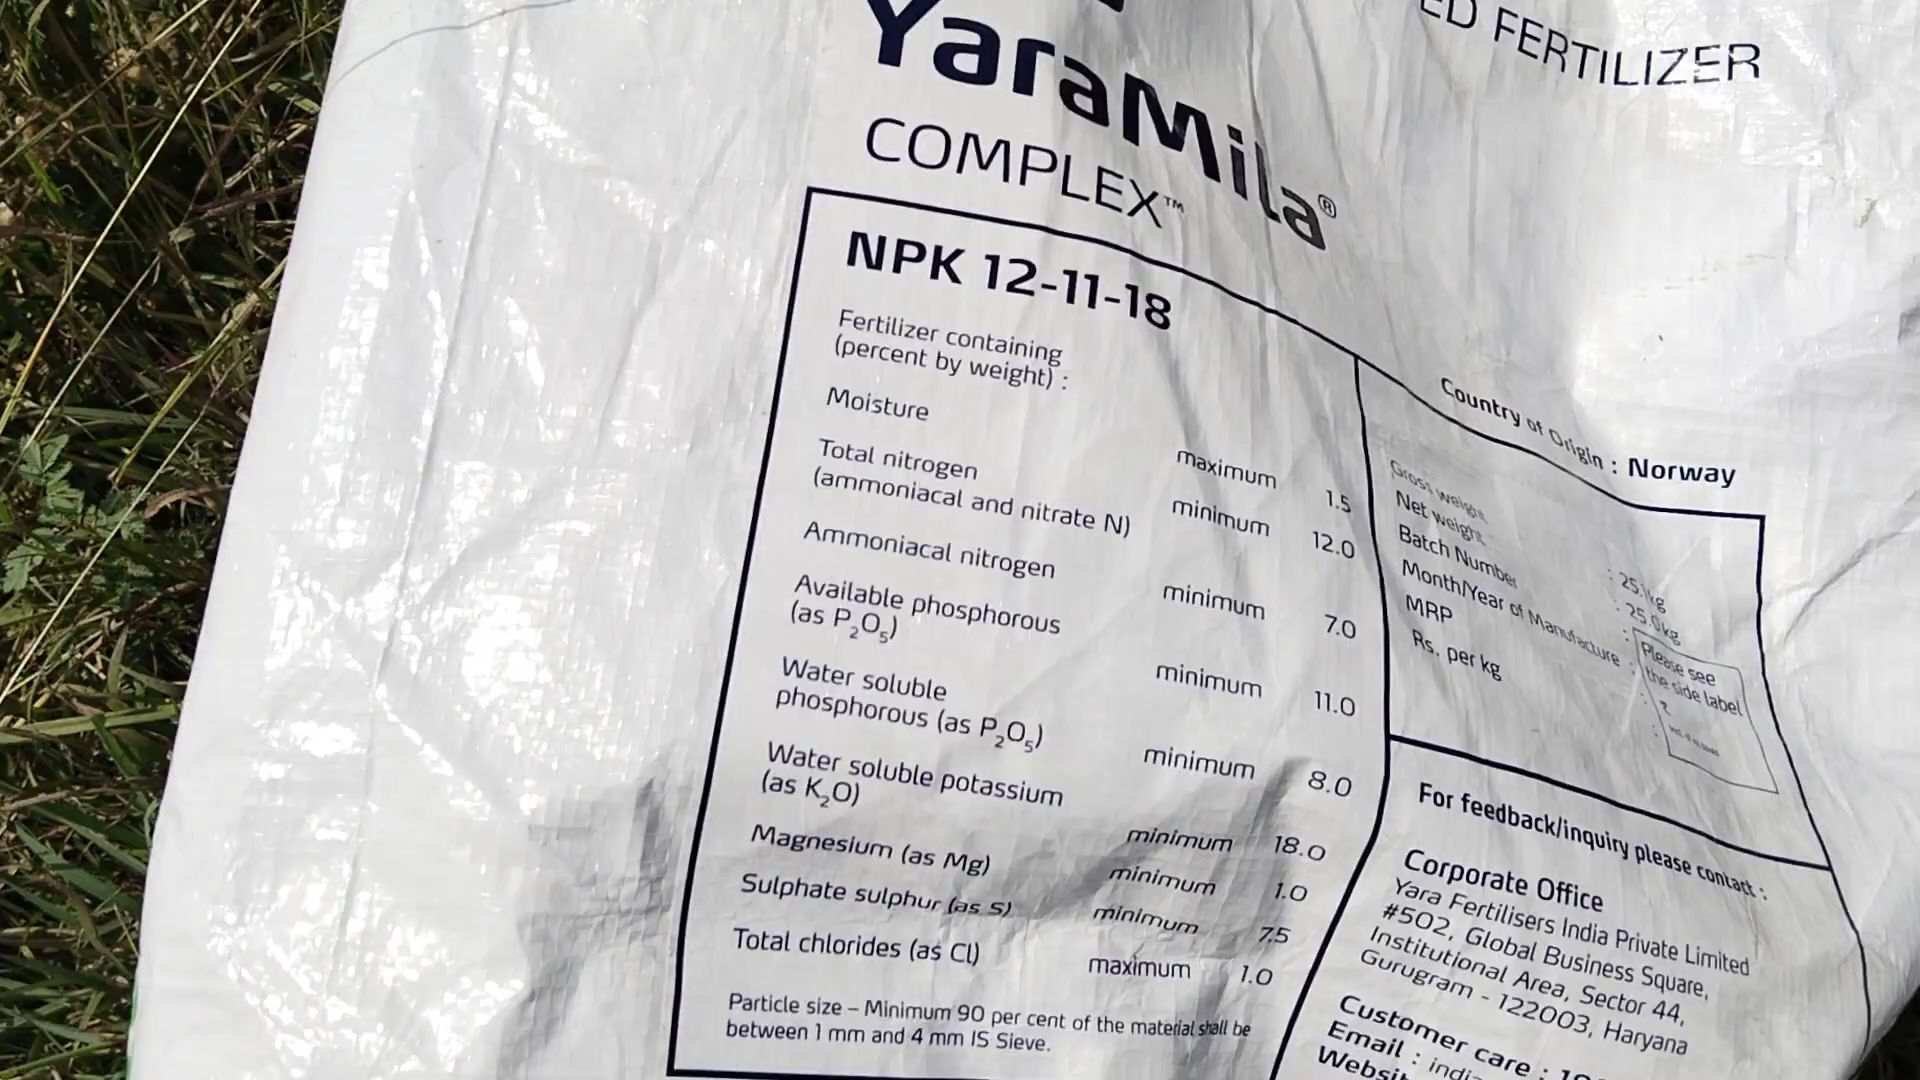 ED FERTILIZER
YaraMila®
COMPLEX™
NPK 12-11-18
Fertilizer containing
(percent by weight) :
Moisture maximum 1.5
Total nitrogen minimum 12.0
(ammoniacal and nitrate N)
Ammoniacal nitrogen minimum 7.0
Available phosphorous minimum 11.0
(as P₂O₅)
Water soluble minimum 8.0
phosphorous (as P₂O₅)
Water soluble potassium minimum 18.0
(as K₂O)
Magnesium (as Mg) minimum 1.0
Sulphate sulphur (as S) minimum 7.5
Total chlorides (as Cl) maximum 1.0
Particle size – Minimum 90 per cent of the material shall be
between 1 mm and 4 mm IS Sieve.
Country of Origin : Norway
Gross weight : 25.1kg
Net weight : 25.0kg
Batch Number :
Month/Year of Manufacture :
MRP :
Rs. per kg :
Please see
the side label
₹
For feedback/inquiry please contact :
Corporate Office
Yara Fertilisers India Private Limited
#502, Global Business Square,
Institutional Area, Sector 44,
Gurugram - 122003, Haryana
Customer care :
Email :